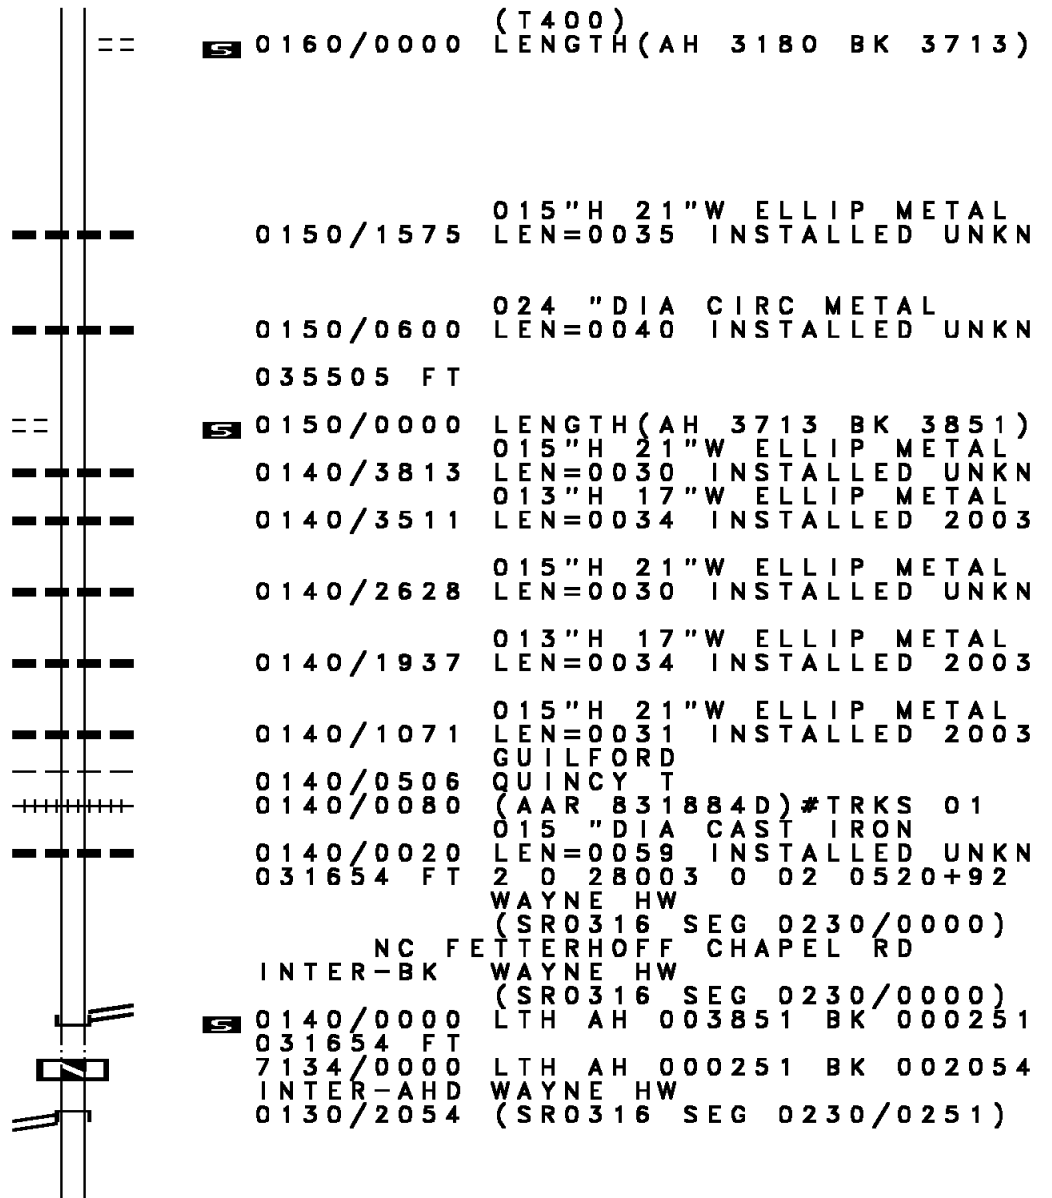 (T400)
S 0160/0000 LENGTH(AH 3180 BK 3713)
015"H 21"W ELLIP METAL
0150/1575 LEN=0035 INSTALLED UNKN
024 "DIA CIRC METAL
0150/0600 LEN=0040 INSTALLED UNKN
035505 FT
S 0150/0000 LENGTH(AH 3713 BK 3851)
015"H 21"W ELLIP METAL
0140/3813 LEN=0030 INSTALLED UNKN
013"H 17"W ELLIP METAL
0140/3511 LEN=0034 INSTALLED 2003
015"H 21"W ELLIP METAL
0140/2628 LEN=0030 INSTALLED UNKN
013"H 17"W ELLIP METAL
0140/1937 LEN=0034 INSTALLED 2003
015"H 21"W ELLIP METAL
0140/1071 LEN=0031 INSTALLED 2003
GUILFORD
0140/0506 QUINCY T
0140/0080 (AAR 831884D)#TRKS 01
015 "DIA CAST IRON
0140/0020 LEN=0059 INSTALLED UNKN
031654 FT 2 0 28003 0 02 0520+92
WAYNE HW
(SR0316 SEG 0230/0000)
NC FETTERHOFF CHAPEL RD
INTER-BK WAYNE HW
(SR0316 SEG 0230/0000)
S 0140/0000 LTH AH 003851 BK 000251
031654 FT
7134/0000 LTH AH 000251 BK 002054
INTER-AHD WAYNE HW
0130/2054 (SR0316 SEG 0230/0251)